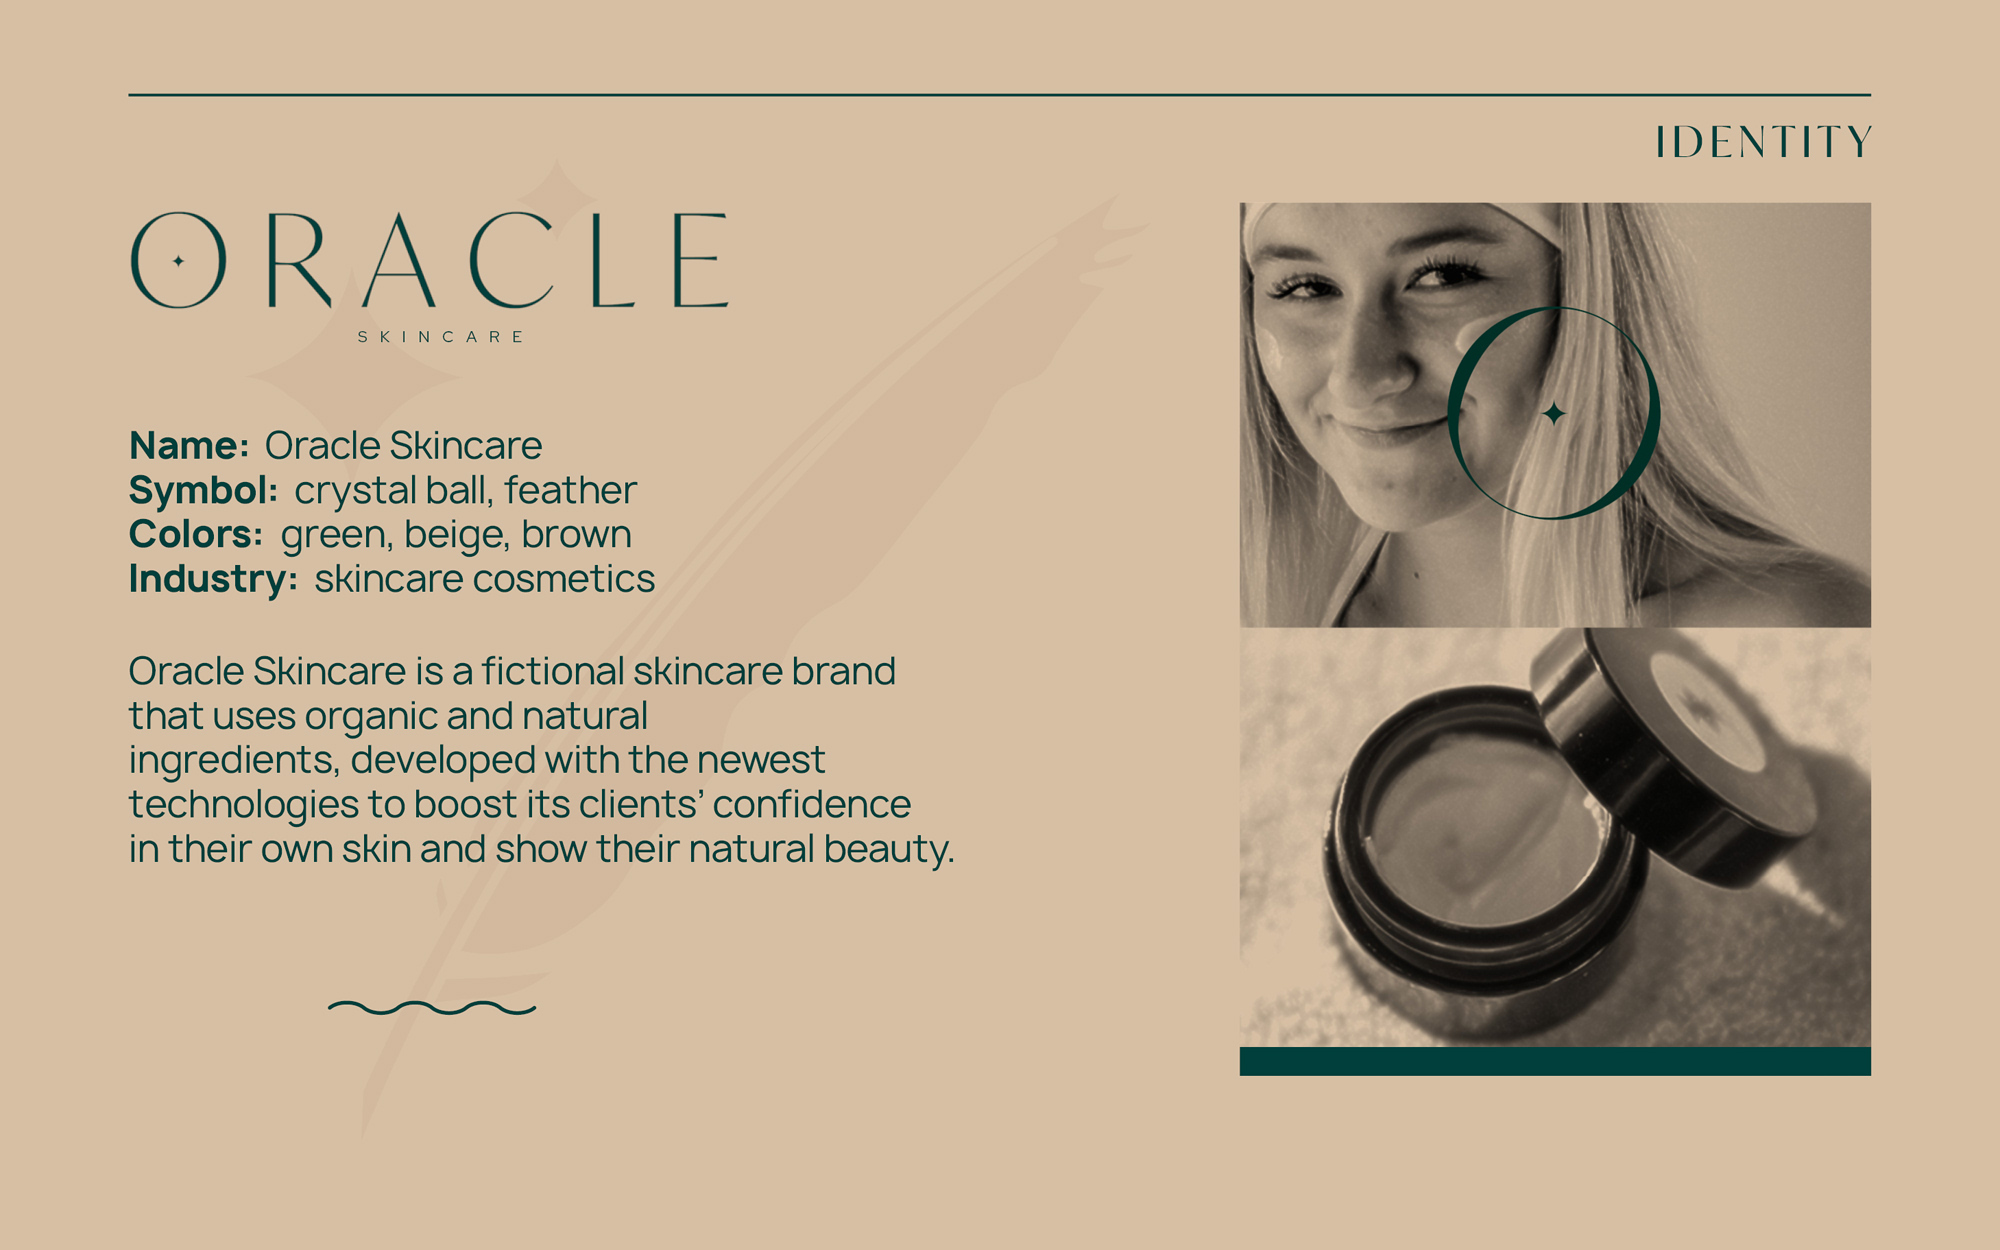 IDENTITY
ORACLE
SKINCARE
Name: Oracle Skincare
Symbol: crystal ball, feather
Colors: green, beige, brown
Industry: skincare cosmetics
Oracle Skincare is a fictional skincare brand
that uses organic and natural
ingredients, developed with the newest
technologies to boost its clients’ confidence
in their own skin and show their natural beauty.